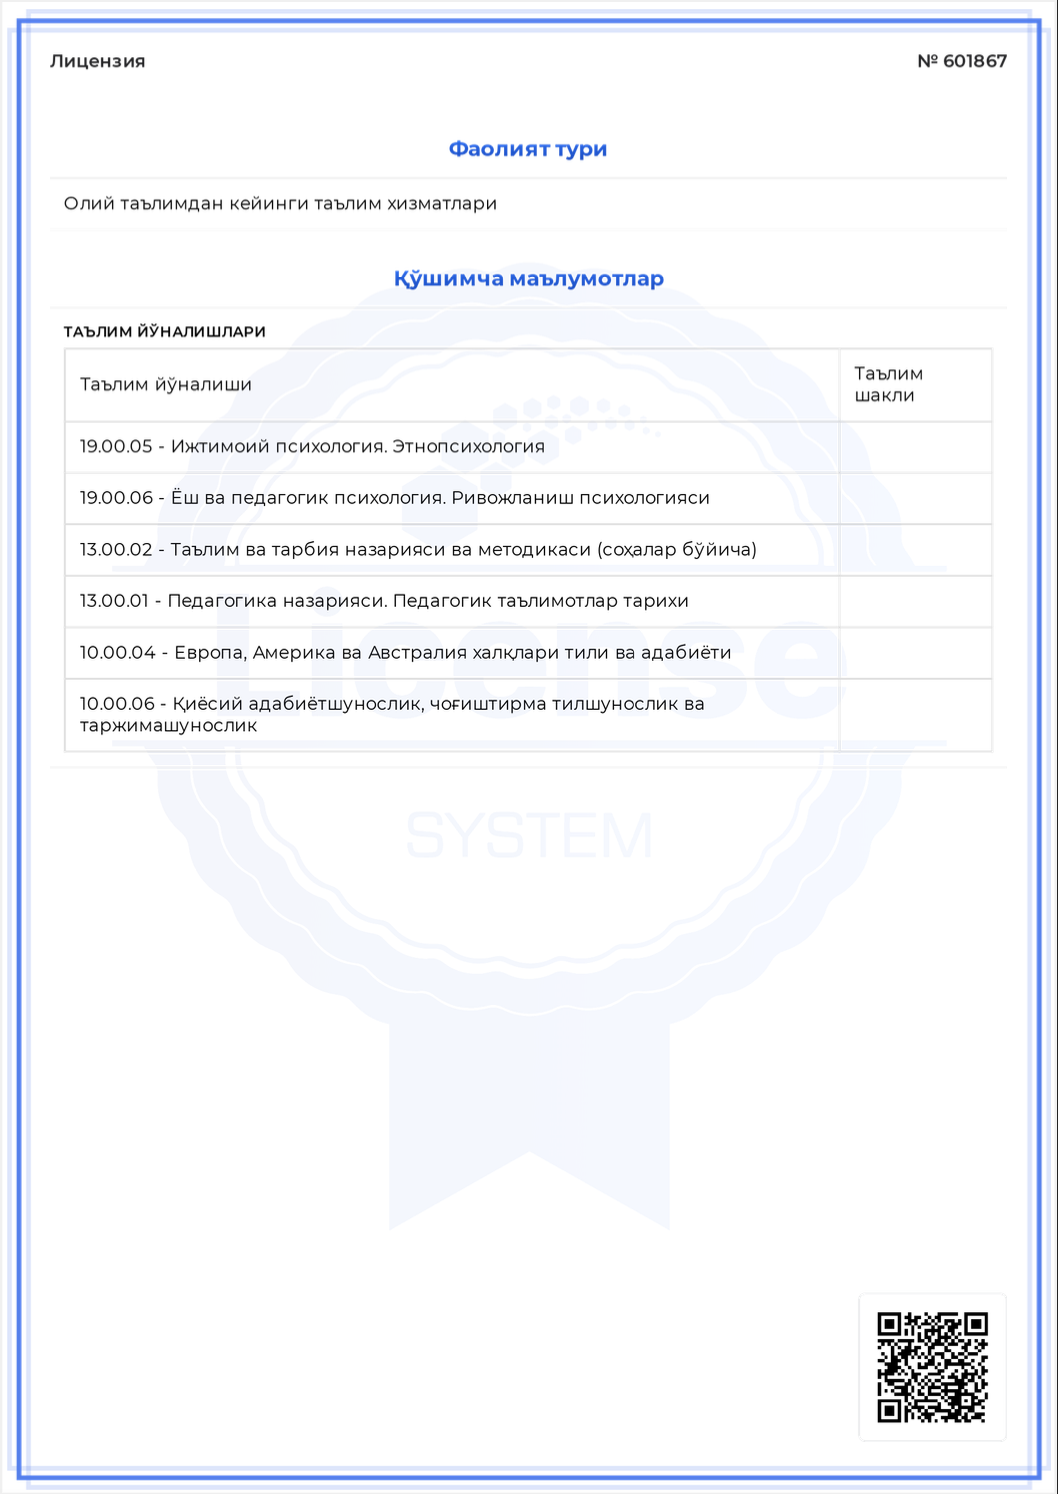 Лицензия № 601867
Фаолият тури
Олий таълимдан кейинги таълим хизматлари
Қўшимча маълумотлар
ТАЪЛИМ ЙЎНАЛИШЛАРИ
Таълим йўналиши
Таълим
шакли
19.00.05 - Ижтимоий психология. Этнопсихология
19.00.06 - Ёш ва педагогик психология. Ривожланиш психологияси
13.00.02 - Таълим ва тарбия назарияси ва методикаси (соҳалар бўйича)
13.00.01 - Педагогика назарияси. Педагогик таълимотлар тарихи
10.00.04 - Европа, Америка ва Австралия халқлари тили ва адабиёти
License
10.00.06 - Қиёсий адабиётшунослик, чоғиштирма тилшунослик ва
таржимашунослик
SYSTEM